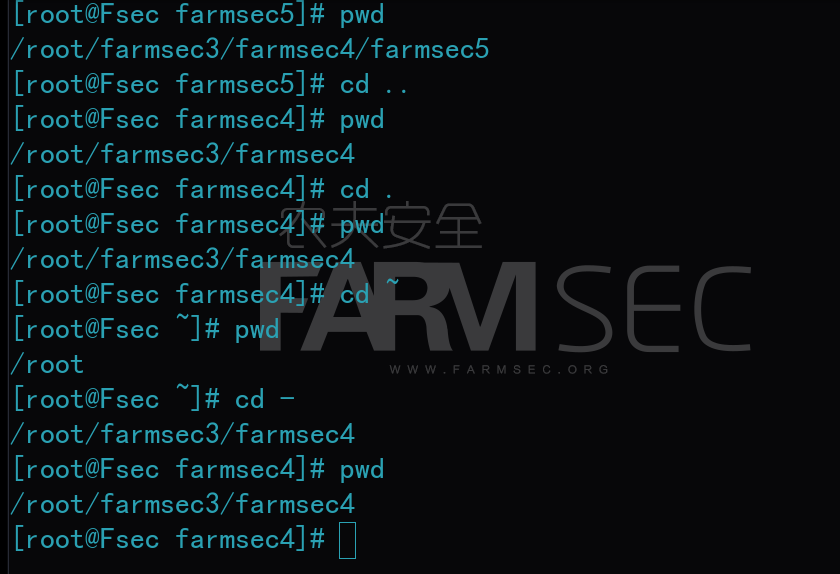 [root@Fsec farmsec5]# pwd
/root/farmsec3/farmsec4/farmsec5
[root@Fsec farmsec5]# cd ..
[root@Fsec farmsec4]# pwd
/root/farmsec3/farmsec4
[root@Fsec farmsec4]# cd .
[root@Fsec farmsec4]# pwd
农夫安全
/root/farmsec3/farmsec4
FARMSEC
[root@Fsec farmsec4]# cd ~
[root@Fsec ~]# pwd
/root
WWW.FARMSEC.ORG
[root@Fsec ~]# cd -
/root/farmsec3/farmsec4
[root@Fsec farmsec4]# pwd
/root/farmsec3/farmsec4
[root@Fsec farmsec4]#